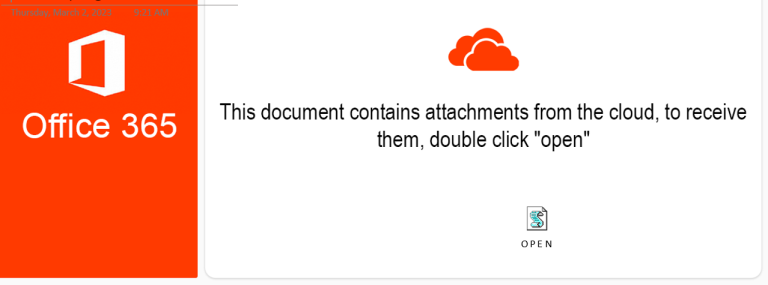 Office 365
This document contains attachments from the cloud, to receive
them, double click "open"
OPEN